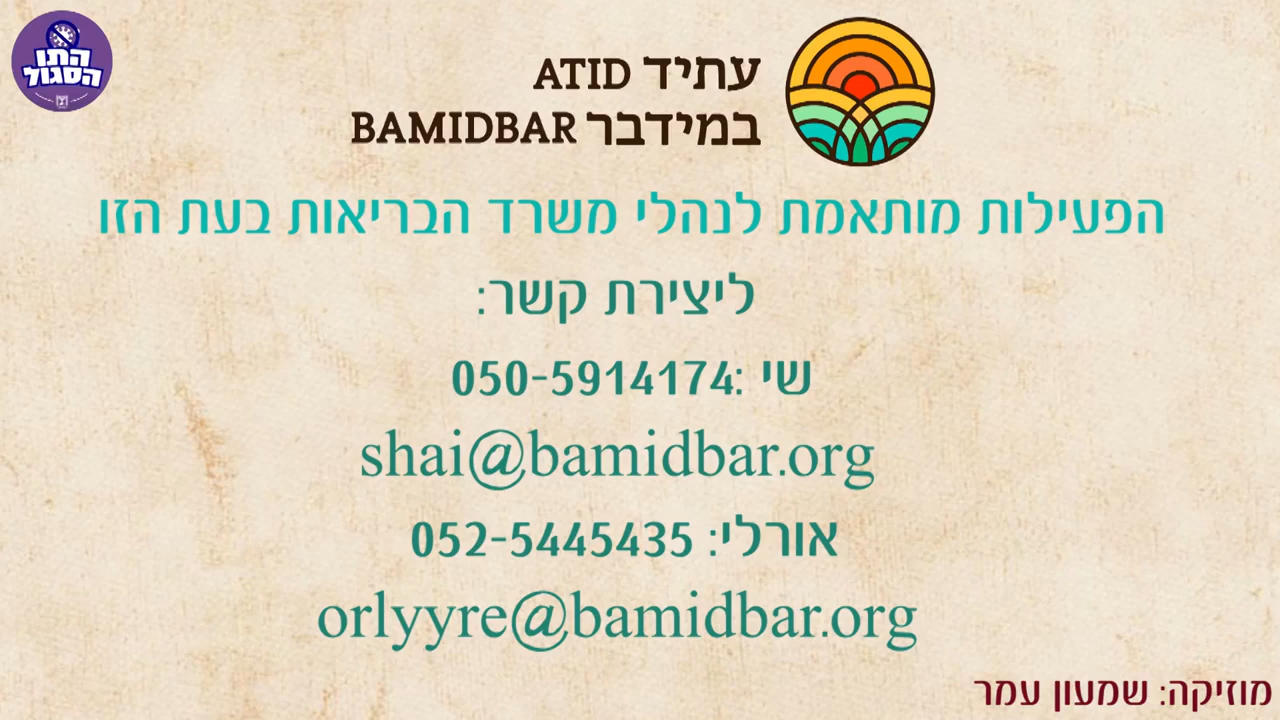 התו
הסגול
עתיד ATID
במידבר BAMIDBAR
הפעילות מותאמת לנהלי משרד הבריאות בעת הזו
ליצירת קשר:
שי :050-5914174
shai@bamidbar.org
אורלי: 052-5445435
orlyyre@bamidbar.org
מוזיקה: שמעון עמר